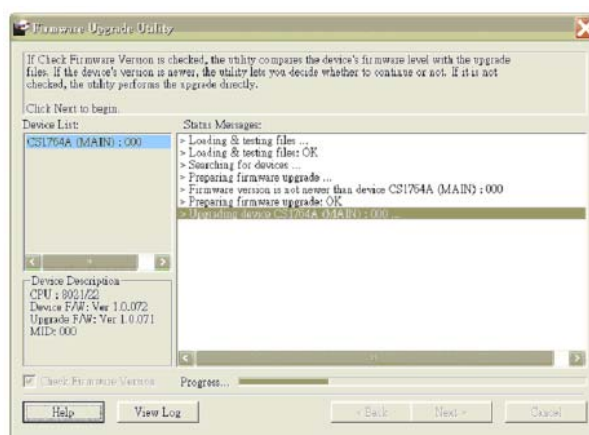 Firmware Upgrade Utility
If Check Firmware Version is checked, the utility compares the device's firmware level with the upgrade
files. If the device's version is newer, the utility lets you decide whether to continue or not. If it is not
checked, the utility performs the upgrade directly.
Click Next to begin.
Device List:
CS1764A (MAIN) : 000
Status Messages:
> Loading & testing files ...
> Loading & testing files: OK
> Searching for devices ...
> Preparing firmware upgrade ...
> Firmware version is not newer than device CS1764A (MAIN) : 000
> Preparing firmware upgrade: OK
> Upgrading device CS1764A (MAIN) : 000 ...
Device Description
CPU : 8021/22
Device F/W: Ver 1.0.072
Upgrade F/W: Ver 1.0.071
MID: 000
Check Firmware Version
Progress...
Help
View Log
< Back
Next >
Cancel